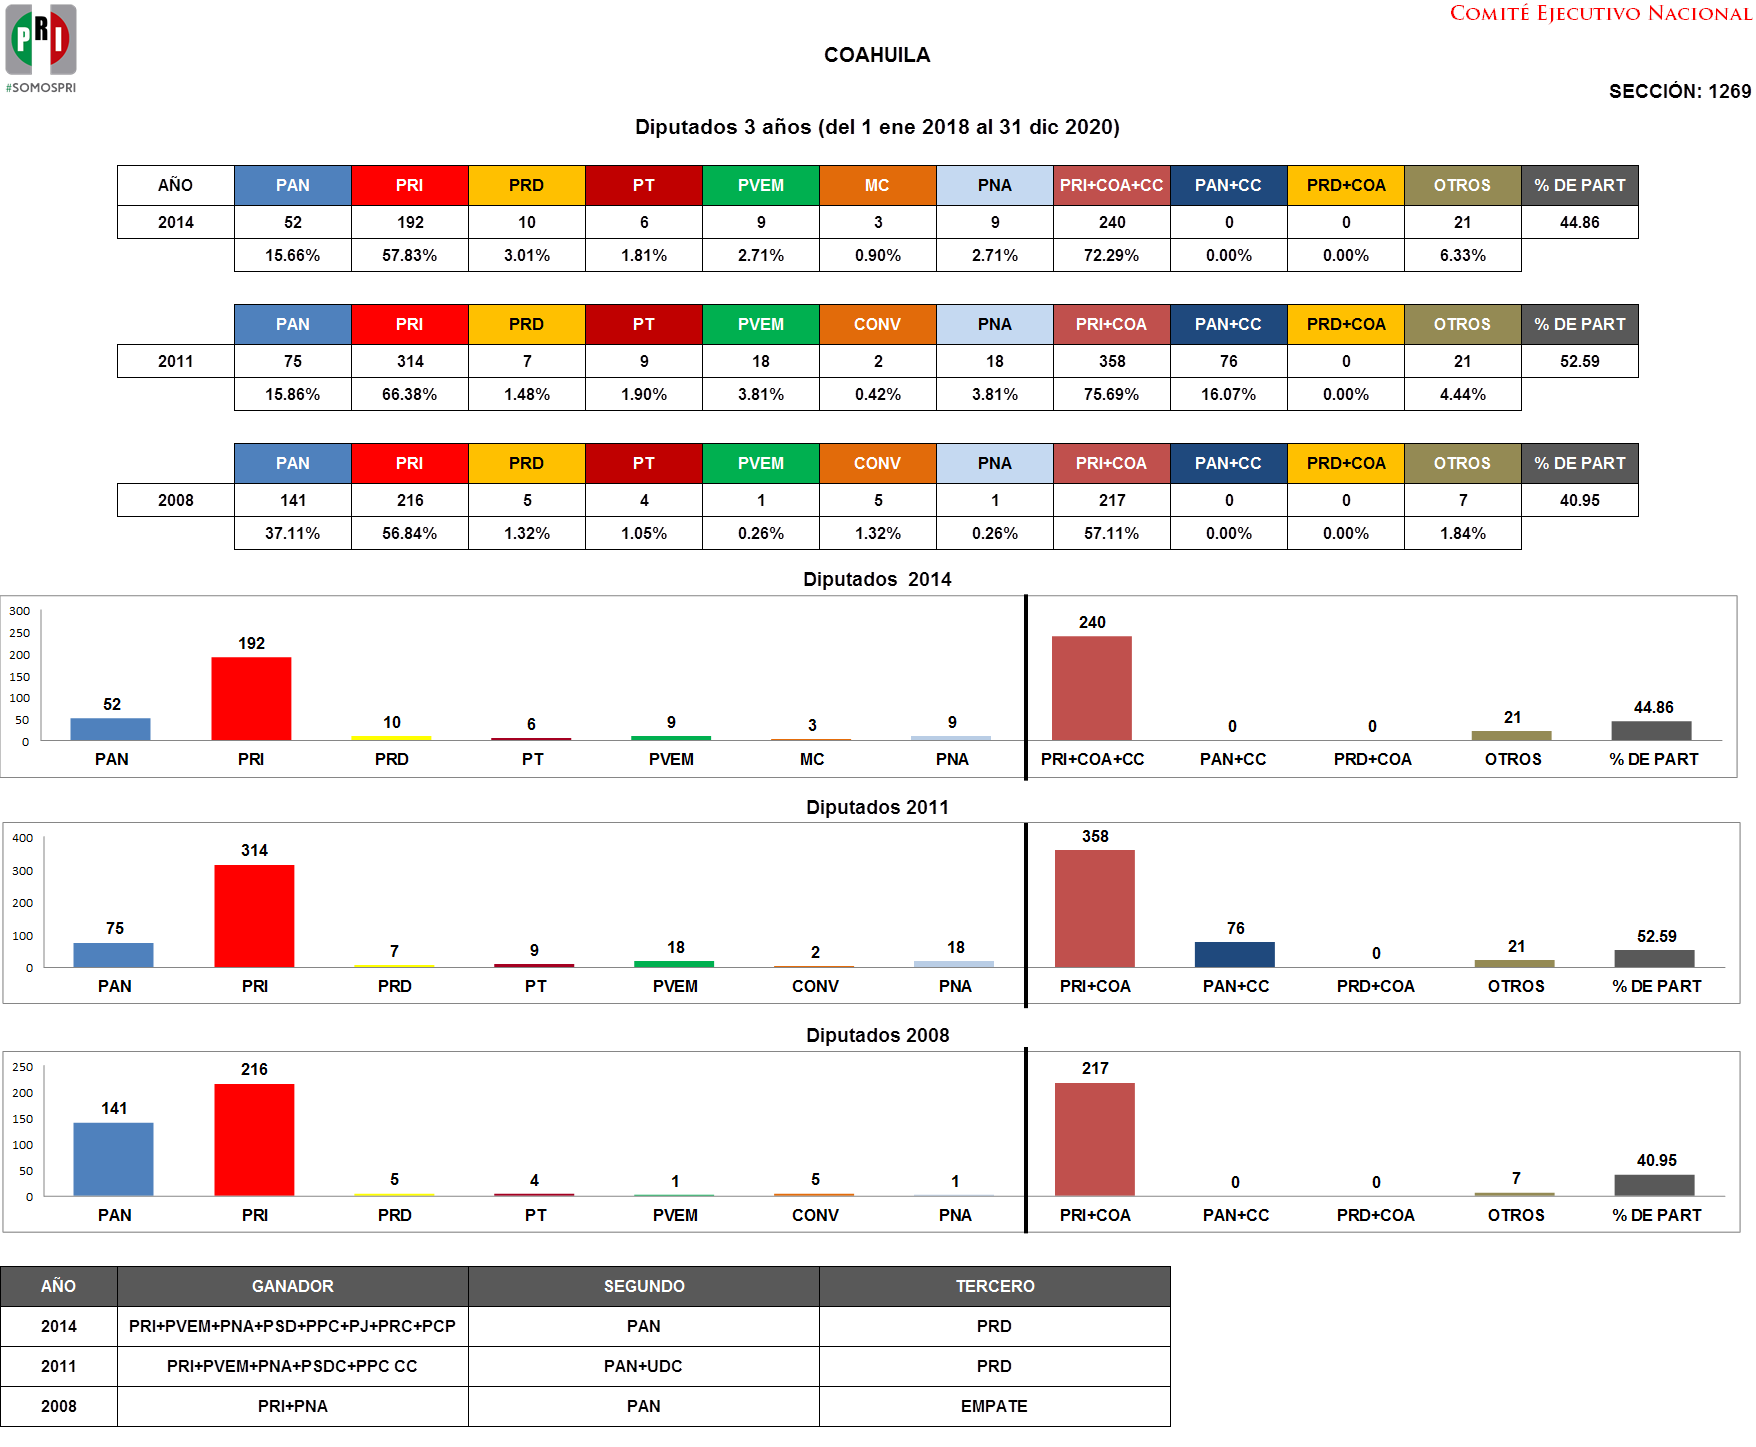 PRI
#SOMOSPRI
COMITÉ EJECUTIVO NACIONAL
COAHUILA
SECCIÓN: 1269
Diputados 3 años (del 1 ene 2018 al 31 dic 2020)
AÑO PAN PRI PRD PT PVEM MC PNA PRI+COA+CC PAN+CC PRD+COA OTROS % DE PART
2014 52 192 10 6 9 3 9 240 0 0 21 44.86
15.66% 57.83% 3.01% 1.81% 2.71% 0.90% 2.71% 72.29% 0.00% 0.00% 6.33%
PAN PRI PRD PT PVEM CONV PNA PRI+COA PAN+CC PRD+COA OTROS % DE PART
2011 75 314 7 9 18 2 18 358 76 0 21 52.59
15.86% 66.38% 1.48% 1.90% 3.81% 0.42% 3.81% 75.69% 16.07% 0.00% 4.44%
PAN PRI PRD PT PVEM CONV PNA PRI+COA PAN+CC PRD+COA OTROS % DE PART
2008 141 216 5 4 1 5 1 217 0 0 7 40.95
37.11% 56.84% 1.32% 1.05% 0.26% 1.32% 0.26% 57.11% 0.00% 0.00% 1.84%
Diputados 2014
300
250
200
150
100
50
0
52 192 10 6 9 3 9 240 0 0 21 44.86
PAN PRI PRD PT PVEM MC PNA PRI+COA+CC PAN+CC PRD+COA OTROS % DE PART
Diputados 2011
400
300
200
100
0
75 314 7 9 18 2 18 358 76 0 21 52.59
PAN PRI PRD PT PVEM CONV PNA PRI+COA PAN+CC PRD+COA OTROS % DE PART
Diputados 2008
250
200
150
100
50
0
141 216 5 4 1 5 1 217 0 0 7 40.95
PAN PRI PRD PT PVEM CONV PNA PRI+COA PAN+CC PRD+COA OTROS % DE PART
AÑO GANADOR SEGUNDO TERCERO
2014 PRI+PVEM+PNA+PSD+PPC+PJ+PRC+PCP PAN PRD
2011 PRI+PVEM+PNA+PSDC+PPC CC PAN+UDC PRD
2008 PRI+PNA PAN EMPATE